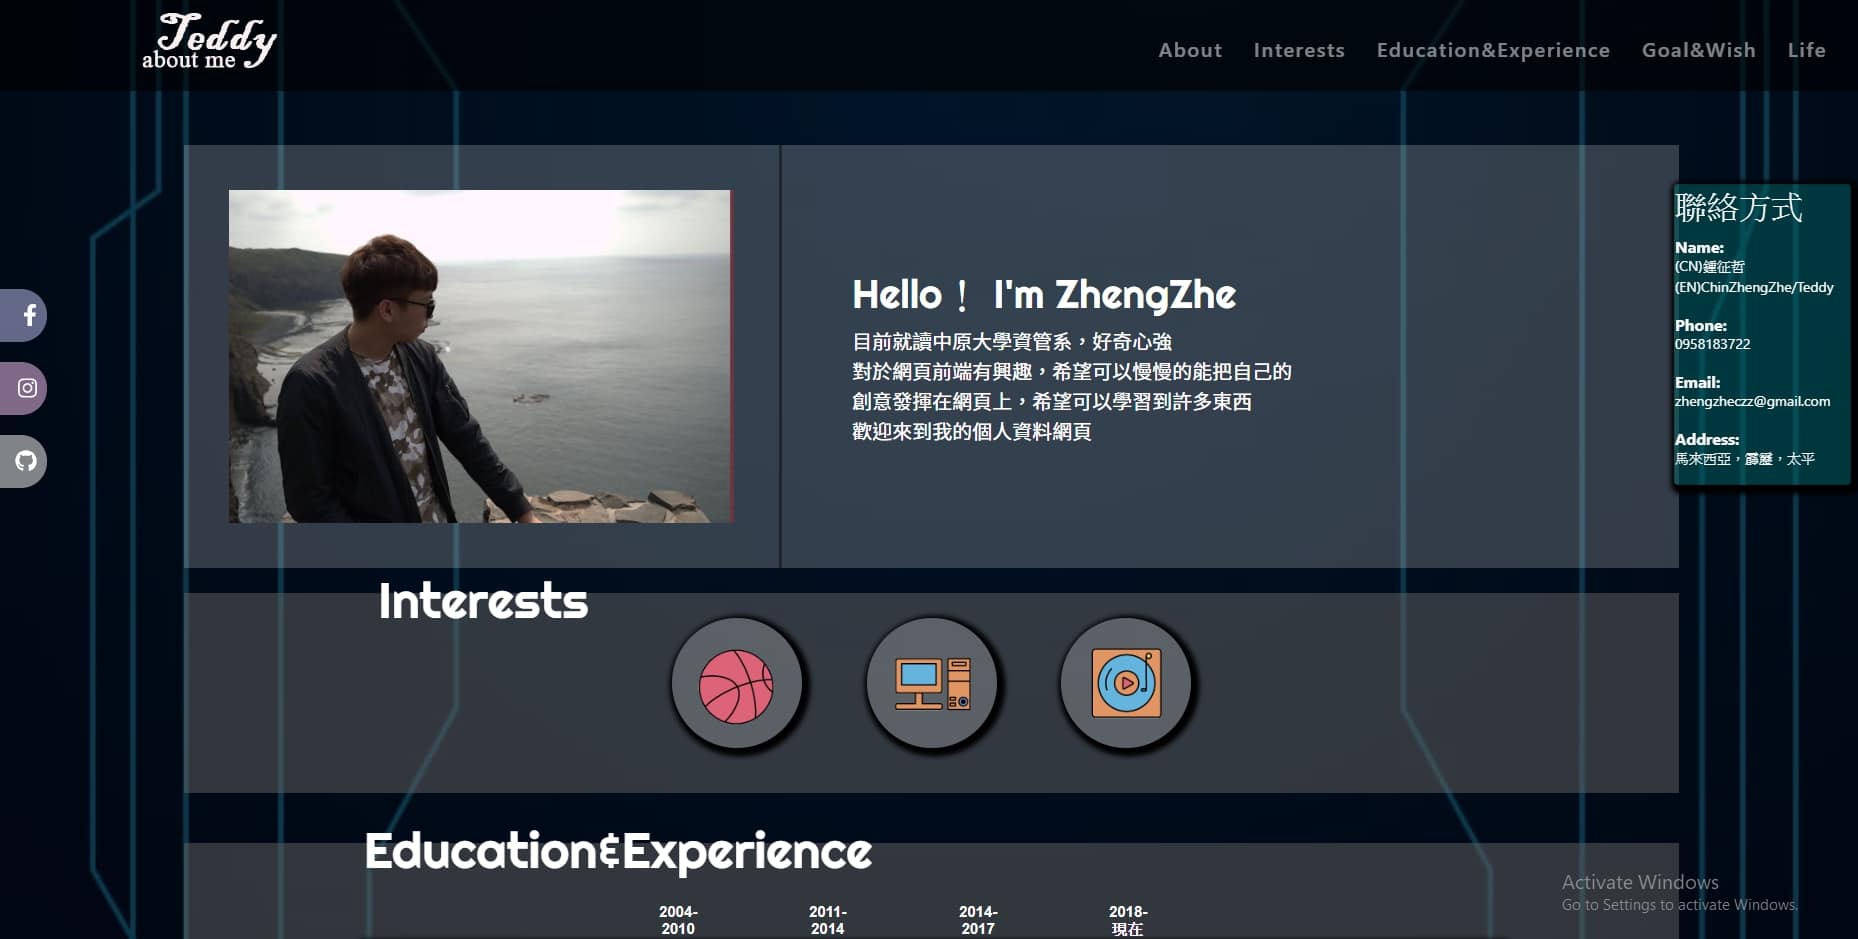 Teddy
about me
About Interests Education&Experience Goal&Wish Life
Hello！ I'm ZhengZhe
目前就讀中原大學資管系，好奇心強
對於網頁前端有興趣，希望可以慢慢的能把自己的
創意發揮在網頁上，希望可以學習到許多東西
歡迎來到我的個人資料網頁
聯絡方式
Name:
(CN)鍾征哲
(EN)ChinZhengZhe/Teddy
Phone:
0958183722
Email:
zhengzheczz@gmail.com
Address:
馬來西亞，霹靂，太平
Interests
Education&Experience
2004-
2010
2011-
2014
2014-
2017
2018-
現在
Activate Windows
Go to Settings to activate Windows.